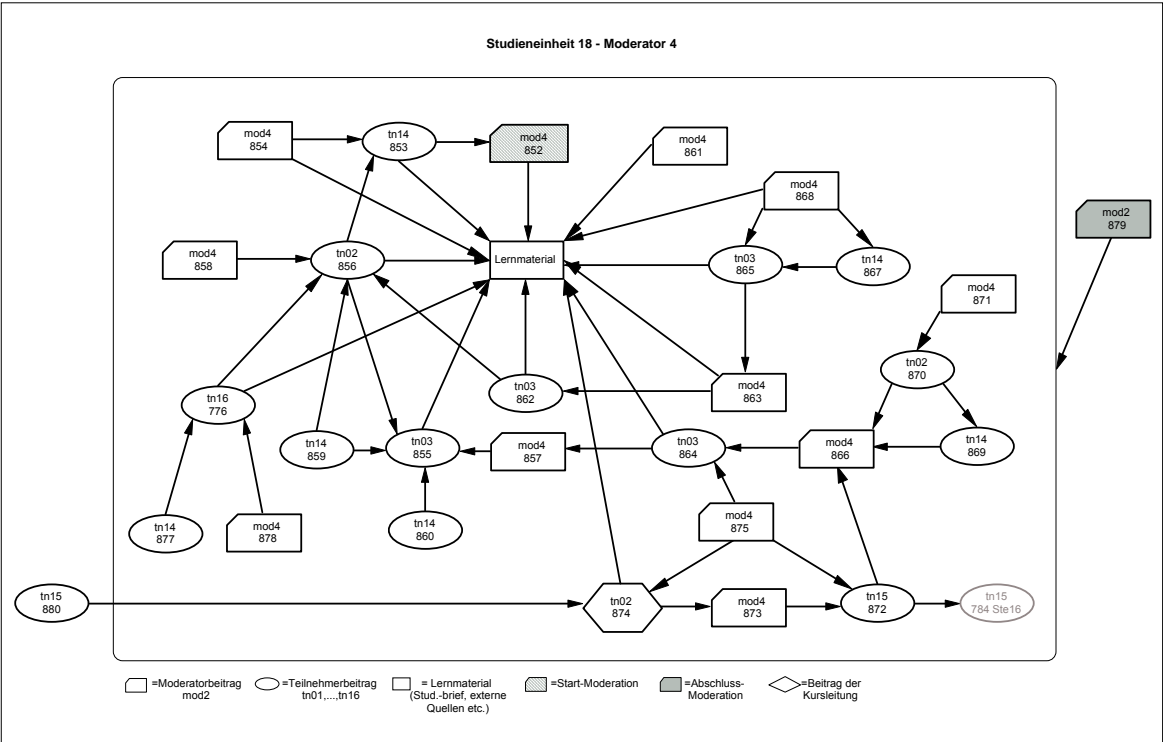 Studieneinheit 18 - Moderator 4
mod4
854
tn14
853
mod4
852
mod4
861
mod4
868
mod2
879
mod4
858
tn02
856
Lernmaterial
tn03
865
tn14
867
mod4
871
tn02
870
tn16
776
tn03
862
mod4
863
tn14
859
tn03
855
mod4
857
tn03
864
mod4
866
tn14
869
tn14
877
mod4
878
tn14
860
mod4
875
tn15
880
tn02
874
mod4
873
tn15
872
tn15
784 Ste16
=Moderatorbeitrag
mod2
=Teilnehmerbeitrag
tn01,...,tn16
= Lernmaterial
(Stud.-brief, externe
Quellen etc.)
=Start-Moderation
=Abschluss-
Moderation
=Beitrag der
Kursleitung